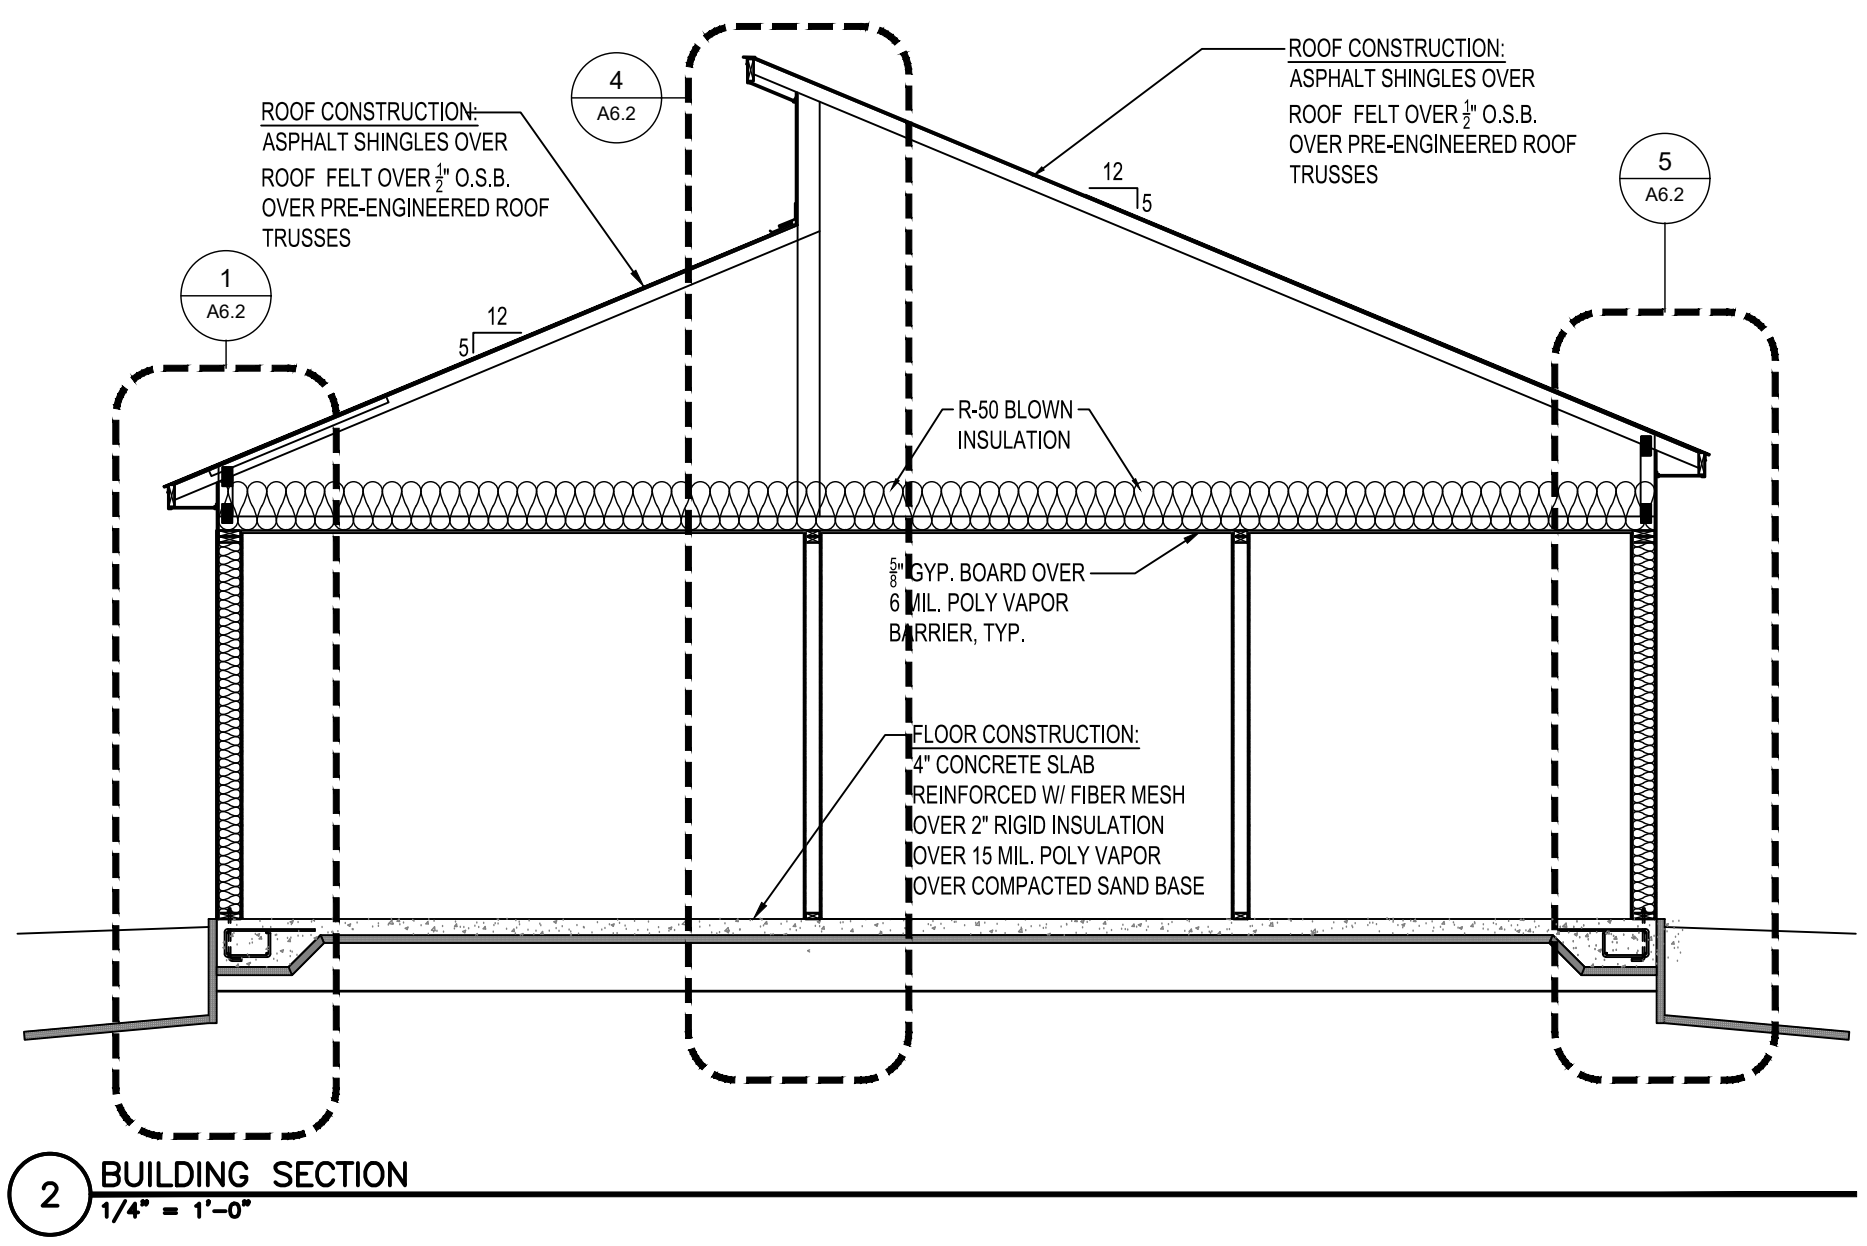 4
A6.2
ROOF CONSTRUCTION:
ASPHALT SHINGLES OVER
ROOF FELT OVER 1/2" O.S.B.
OVER PRE-ENGINEERED ROOF
TRUSSES
ROOF CONSTRUCTION:
ASPHALT SHINGLES OVER
ROOF FELT OVER 1/2" O.S.B.
OVER PRE-ENGINEERED ROOF
TRUSSES
5
A6.2
12
5
1
A6.2
12
5
R-50 BLOWN
INSULATION
5/8" GYP. BOARD OVER
6 MIL. POLY VAPOR
BARRIER, TYP.
FLOOR CONSTRUCTION:
4" CONCRETE SLAB
REINFORCED W/ FIBER MESH
OVER 2" RIGID INSULATION
OVER 15 MIL. POLY VAPOR
OVER COMPACTED SAND BASE
2
BUILDING SECTION
1/4" = 1'-0"